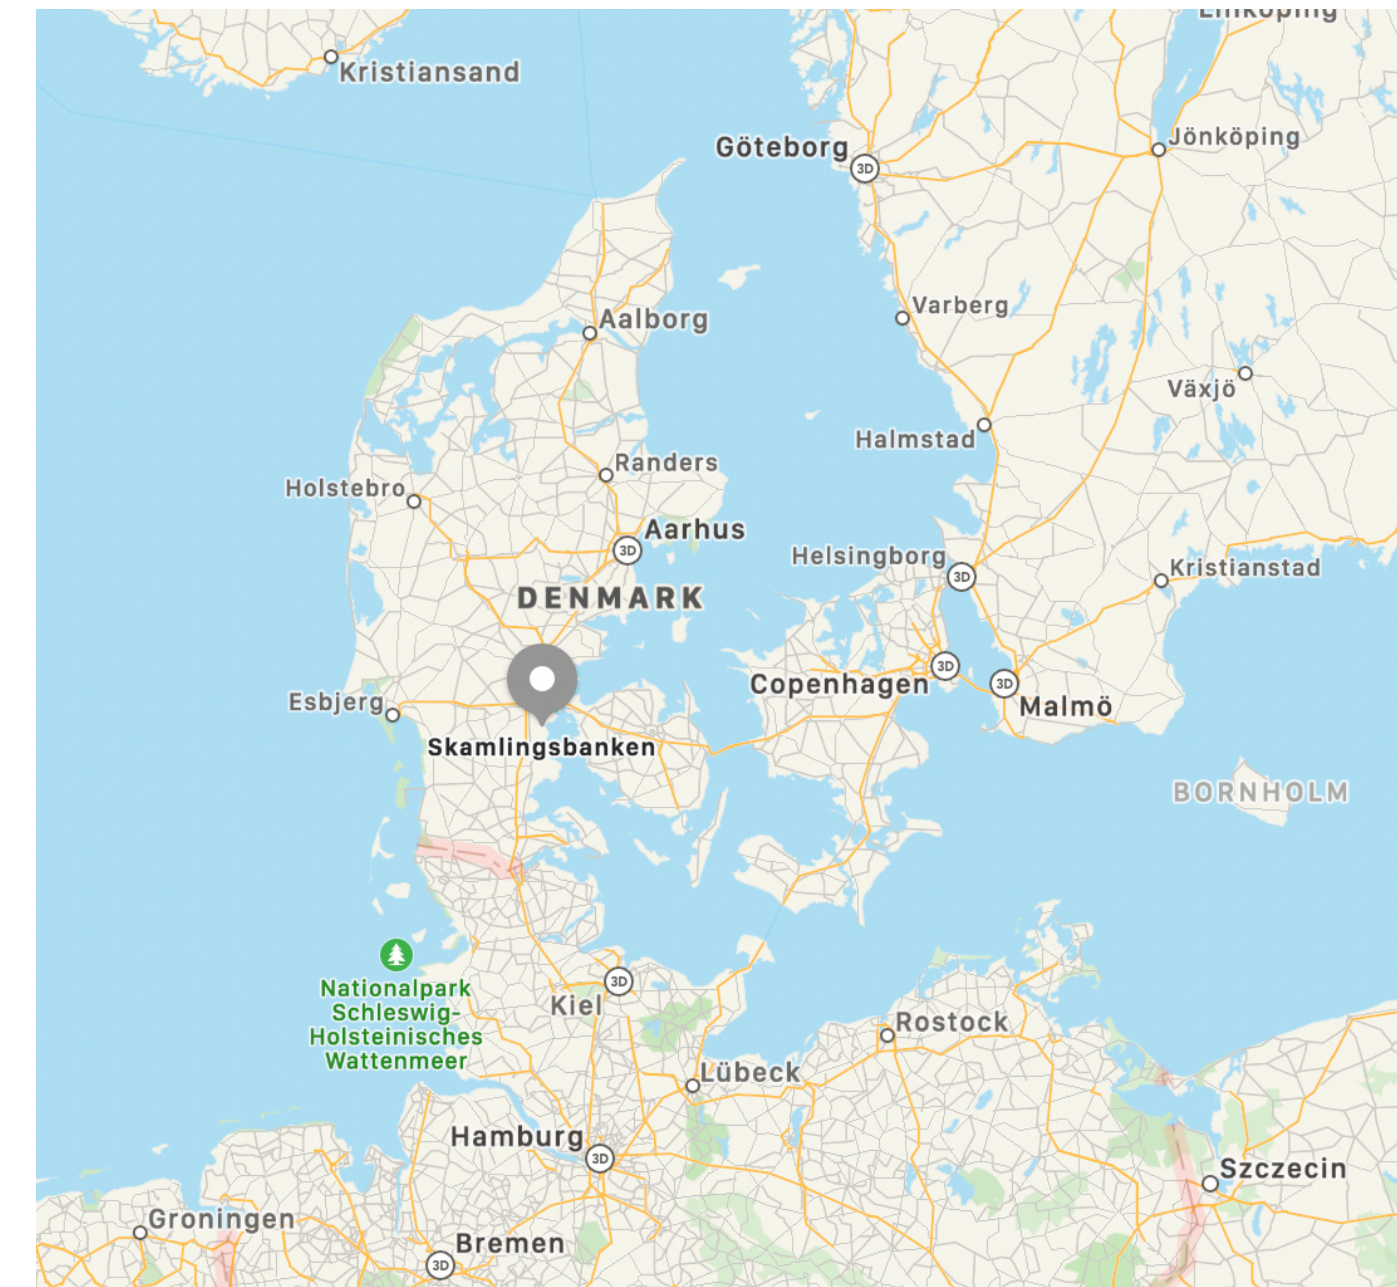 Linköping
Kristiansand
Jönköping
Göteborg
3D
Varberg
Aalborg
Växjö
Halmstad
Randers
Holstebro
Aarhus
3D
Helsingborg
3D
Kristianstad
DENMARK
3D
Copenhagen
3D
Malmö
Esbjerg
Skamlingsbanken
BORNHOLM
Nationalpark
Schleswig-
Holsteinisches
Wattenmeer
3D
Kiel
Rostock
Lübeck
Hamburg
3D
Szczecin
Groningen
Bremen
3D